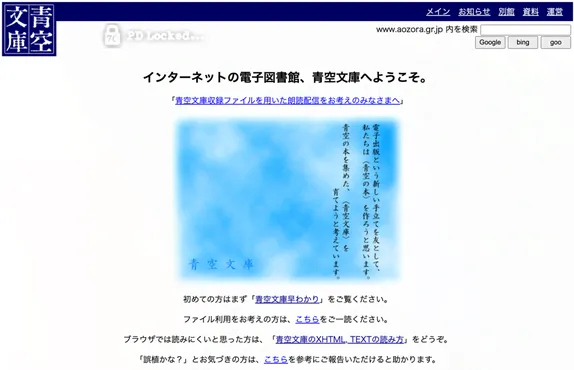 青空文庫
メイン お知らせ 別館 資料 運営
70 PD Locked...
www.aozora.gr.jp 内を検索
Google bing goo
インターネットの電子図書館、青空文庫へようこそ。
「青空文庫収録ファイルを用いた朗読配信をお考えのみなさまへ」
電子出版という新しい手立てを友として、
私たちは〈青空の本〉を作ろうと思います。
青空の本を集めた、〈青空文庫〉を
育てようと考えています。
青空文庫
初めての方はまず「青空文庫早わかり」をご覧ください。
ファイル利用をお考えの方は、こちらをご一読ください。
ブラウザでは読みにくいと思った方は、「青空文庫のXHTML, TEXTの読み方」をどうぞ。
「誤植かな？」とお気づきの方は、こちらを参考にご報告いただけると助かります。